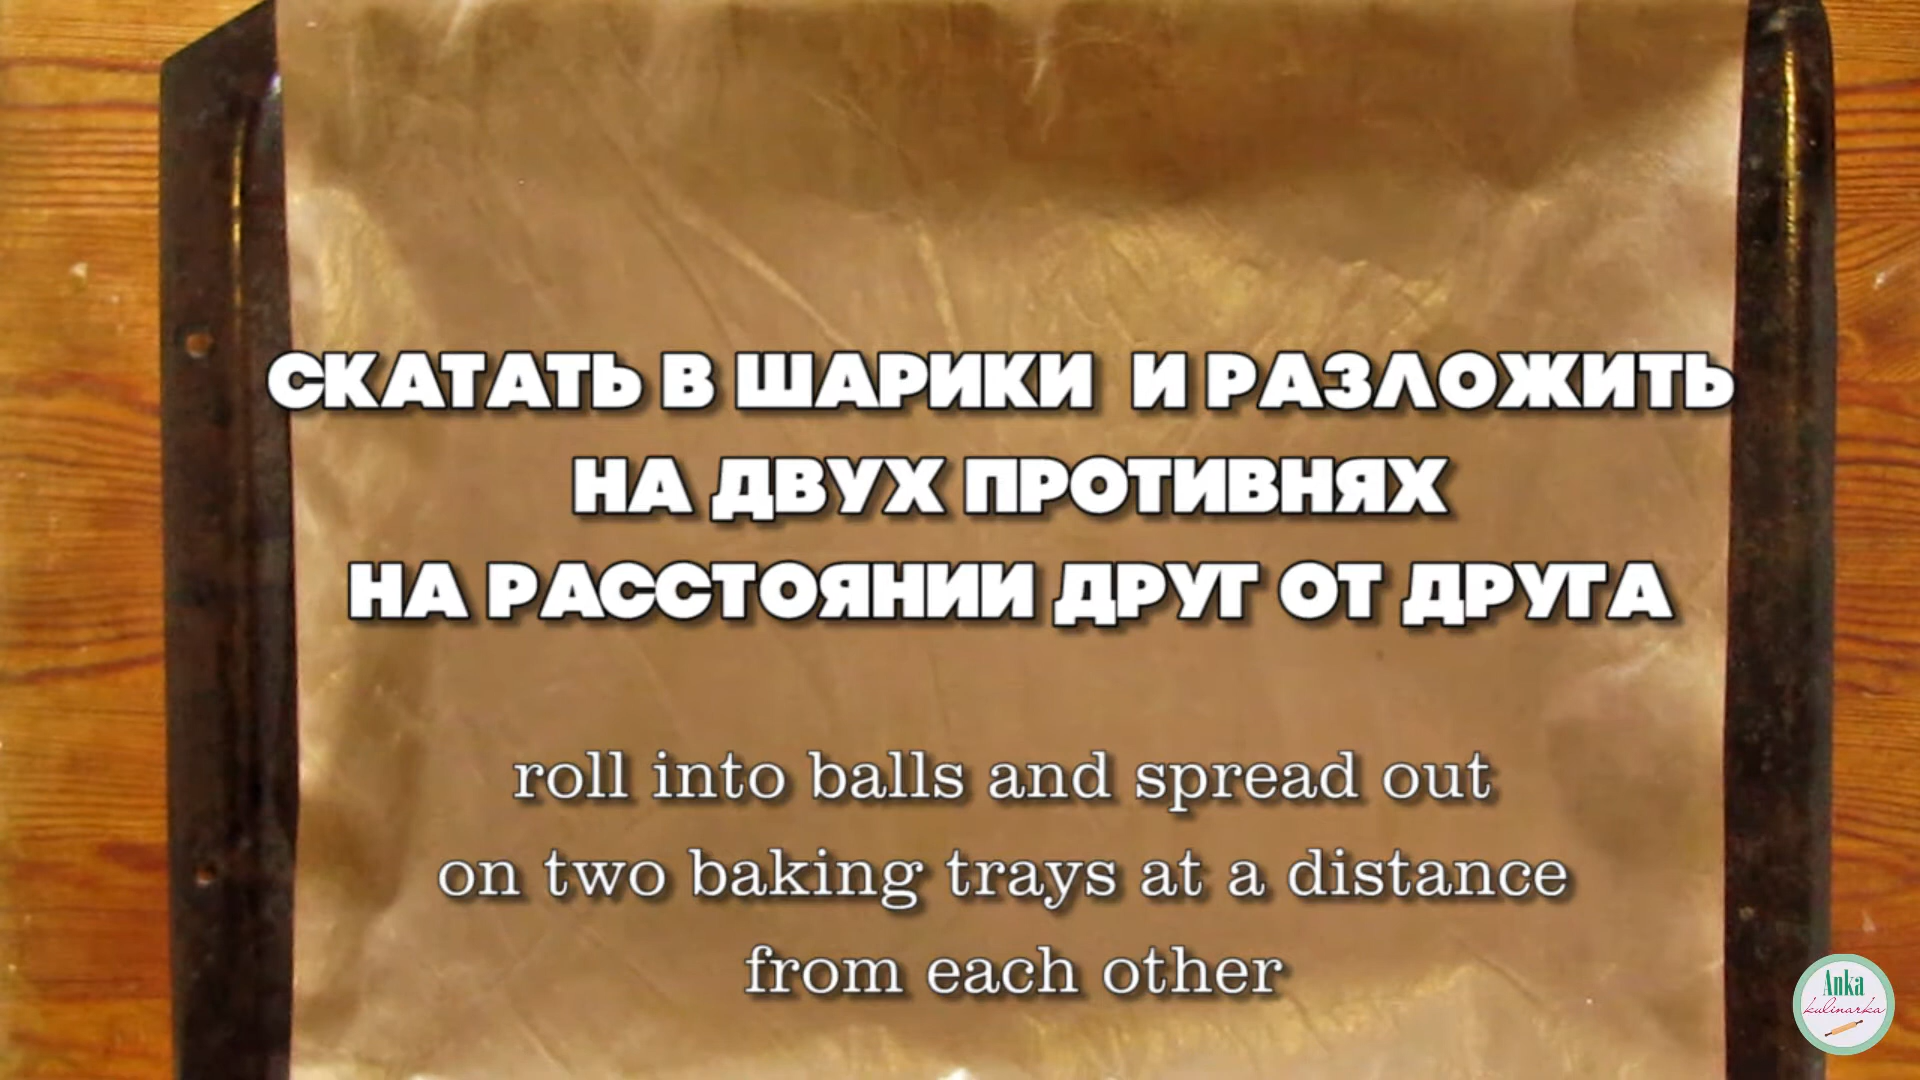 СКАТАТЬ В ШАРИКИ И РАЗЛОЖИТЬ
НА ДВУХ ПРОТИВНЯХ
НА РАССТОЯНИИ ДРУГ ОТ ДРУГА
roll into balls and spread out
on two baking trays at a distance
from each other
Anka
kulinarka